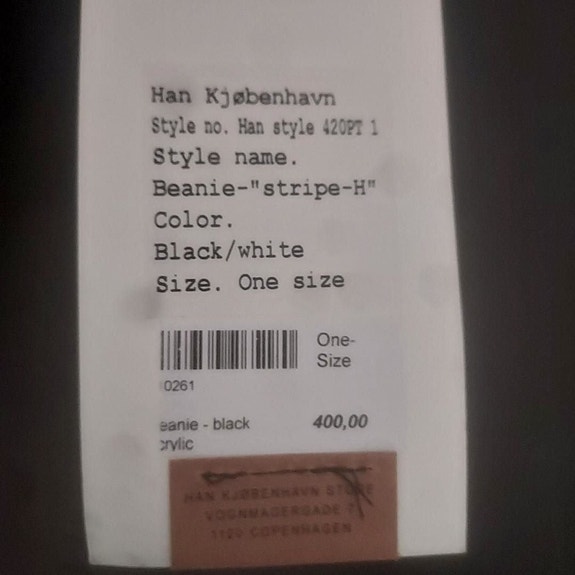 Han Kjøbenhavn
Style no. Han style 420PT 1
Style name.
Beanie-"stripe-H"
Color.
Black/white
Size. One size
One-
Size
0261
eanie - black 400,00
crylic
HAN KJØBENHAVN STORE
VOGNMAGERGADE 7
1120 COPENHAGEN